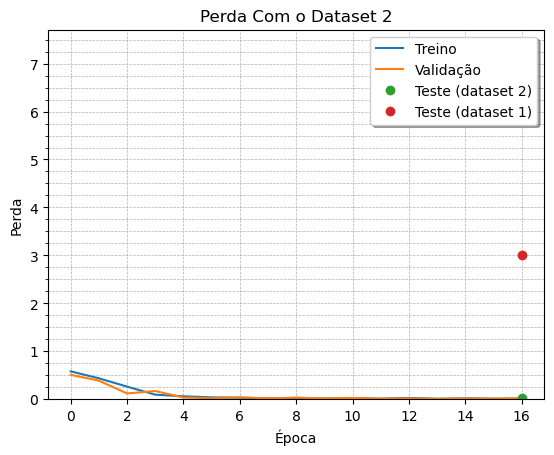 Perda Com o Dataset 2
Treino
Validação
Teste (dataset 2)
Teste (dataset 1)
7
6
5
4
3
2
1
0
Perda
0 2 4 6 8 10 12 14 16
Época